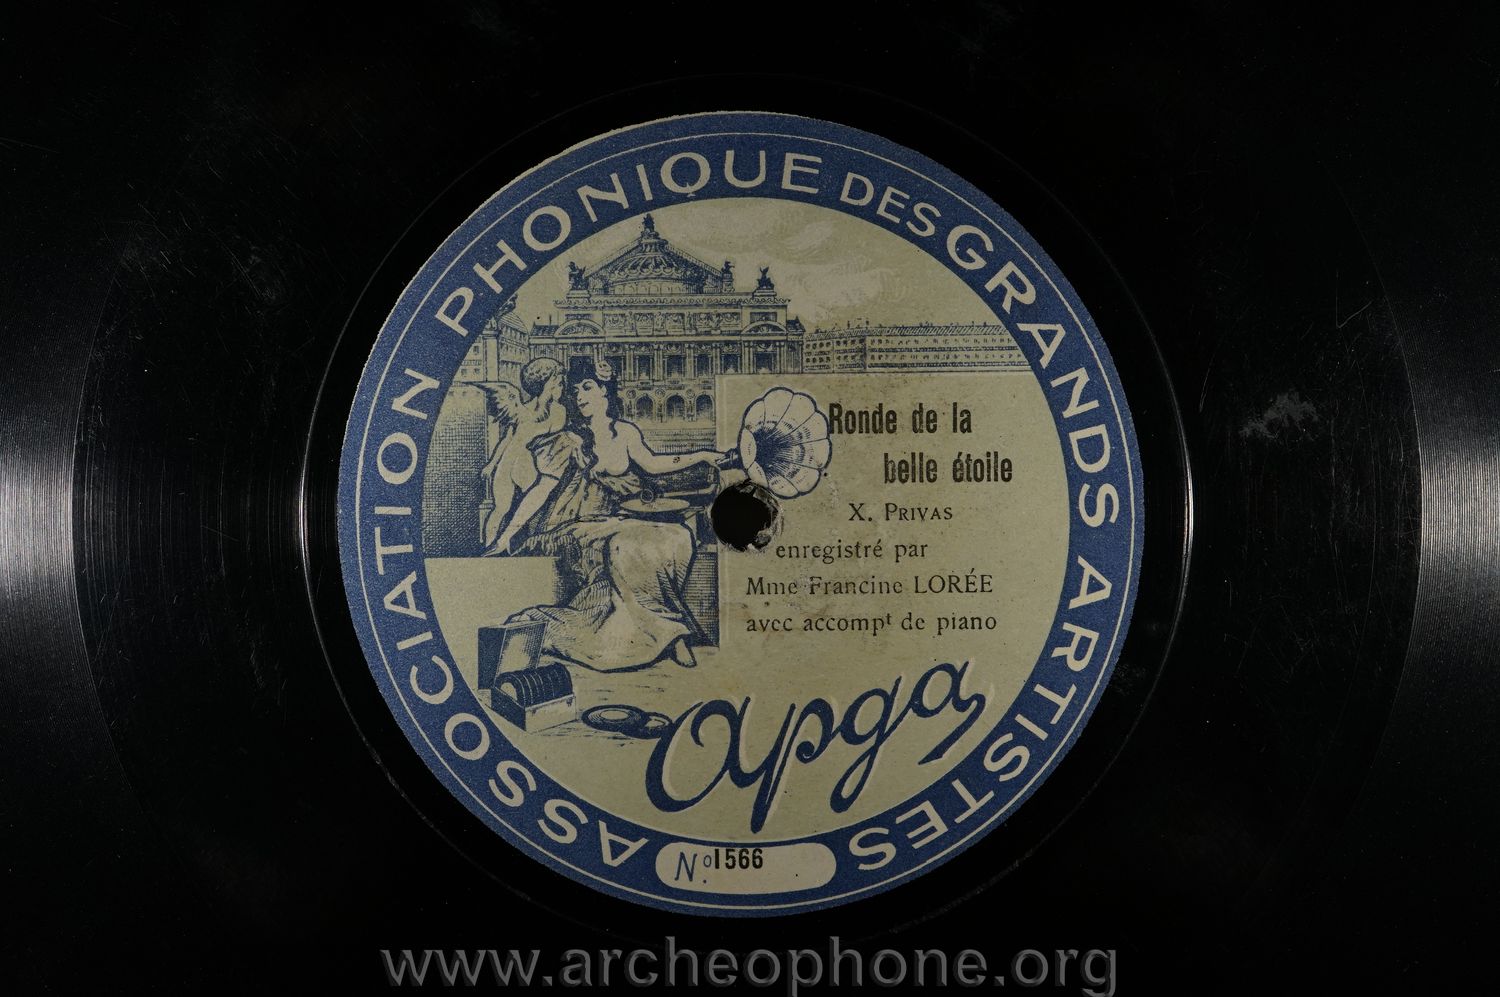 ASSOCIATION PHONIQUE DES GRANDS ARTISTES
Ronde de la
belle étoile
X. PRIVAS
enregistré par
Mme Francine LORÉE
avec accompt de piano
apga
No. 1566
www.archeophone.org